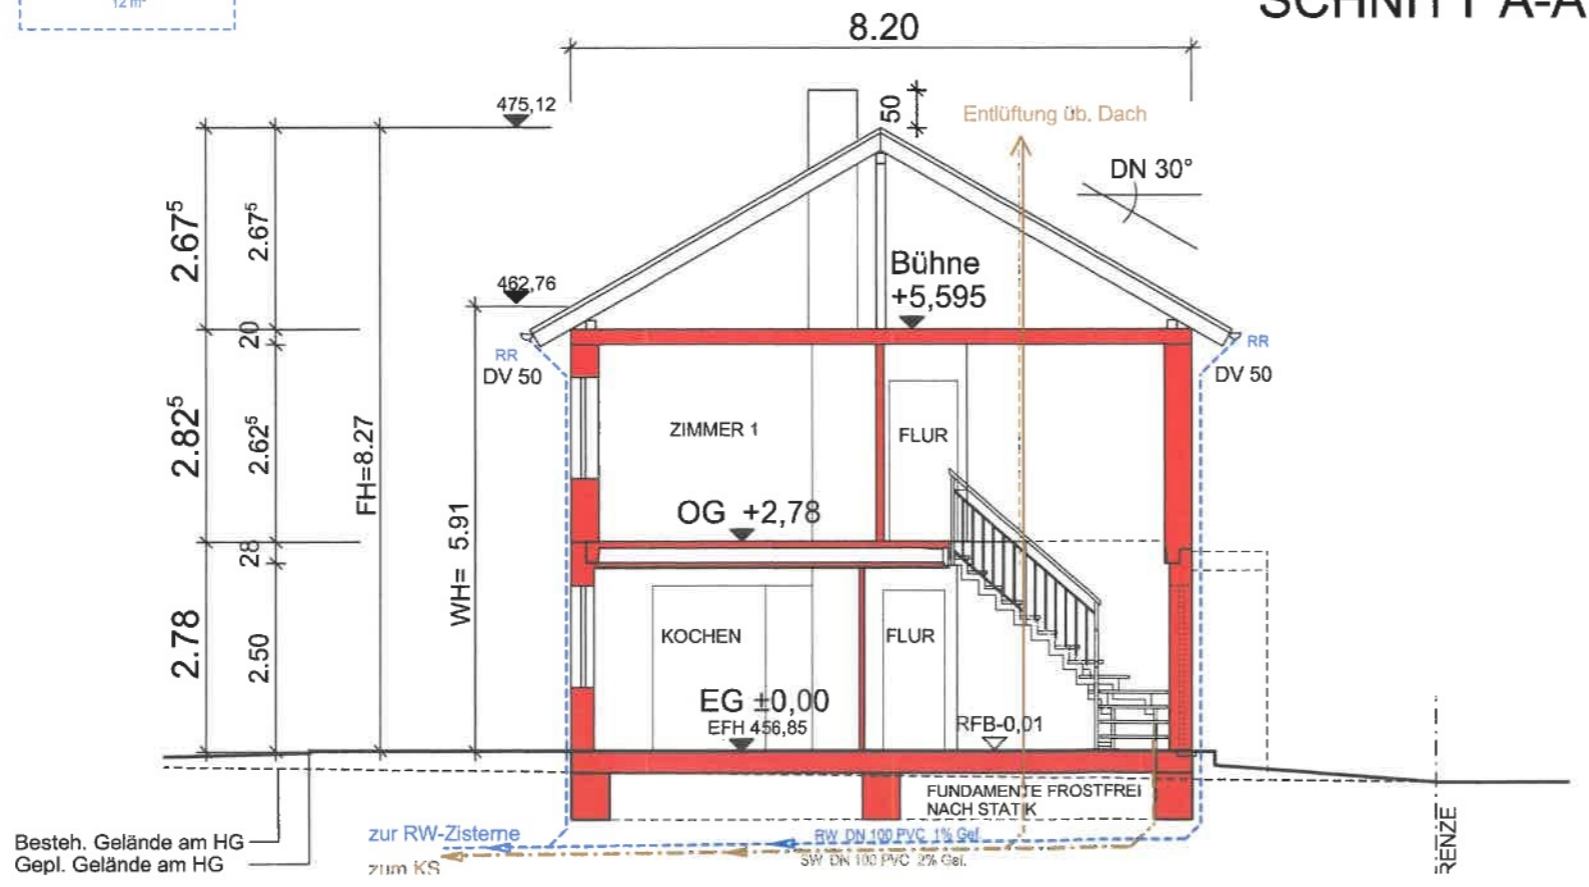 12 m³
SCHNITT A-A
8.20
475,12
50
Entlüftung üb. Dach
DN 30°
2.67⁵
2.67⁵
Bühne
+5,595
462,76
20
RR
DV 50
RR
DV 50
2.82⁵
2.62⁵
FH=8.27
ZIMMER 1
FLUR
OG +2,78
WH= 5.91
28
2.78
2.50
KOCHEN
FLUR
EG ±0,00
EFH 456,85
RFB-0,01
FUNDAMENTE FROSTFREI
NACH STATIK
Besteh. Gelände am HG
Gepl. Gelände am HG
zur RW-Zisterne
RW DN 100 PVC 1% Gef.
zum KS
SW DN 100 PVC 2% Gef.
RENZE